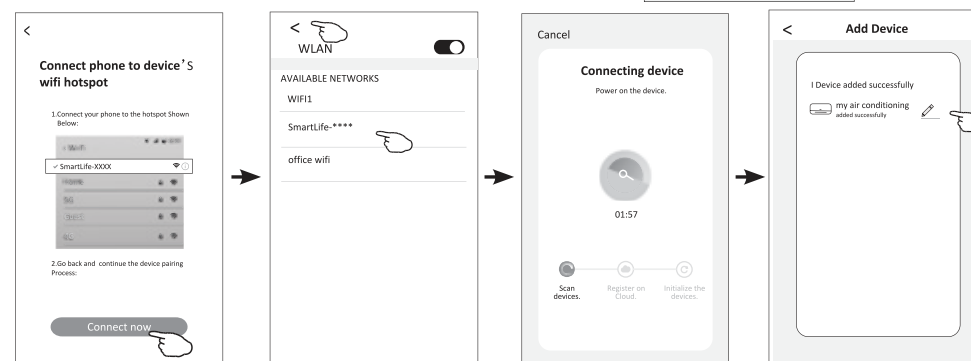 <
Connect phone to device’S
wifi hotspot
1.Connect your phone to the hotspot Shown
Below:
SmartLife-XXXX
2.Go back and continue the device pairing
Process:
Connect now
<
WLAN
AVAILABLE NETWORKS
WIFI1
SmartLife-****
office wifi
Cancel
Connecting device
Power on the device.
01:57
Scan
devices.
Register on
Cloud.
Initialize the
devices.
< Add Device
I Device added successfully
my air conditioning
added successfully